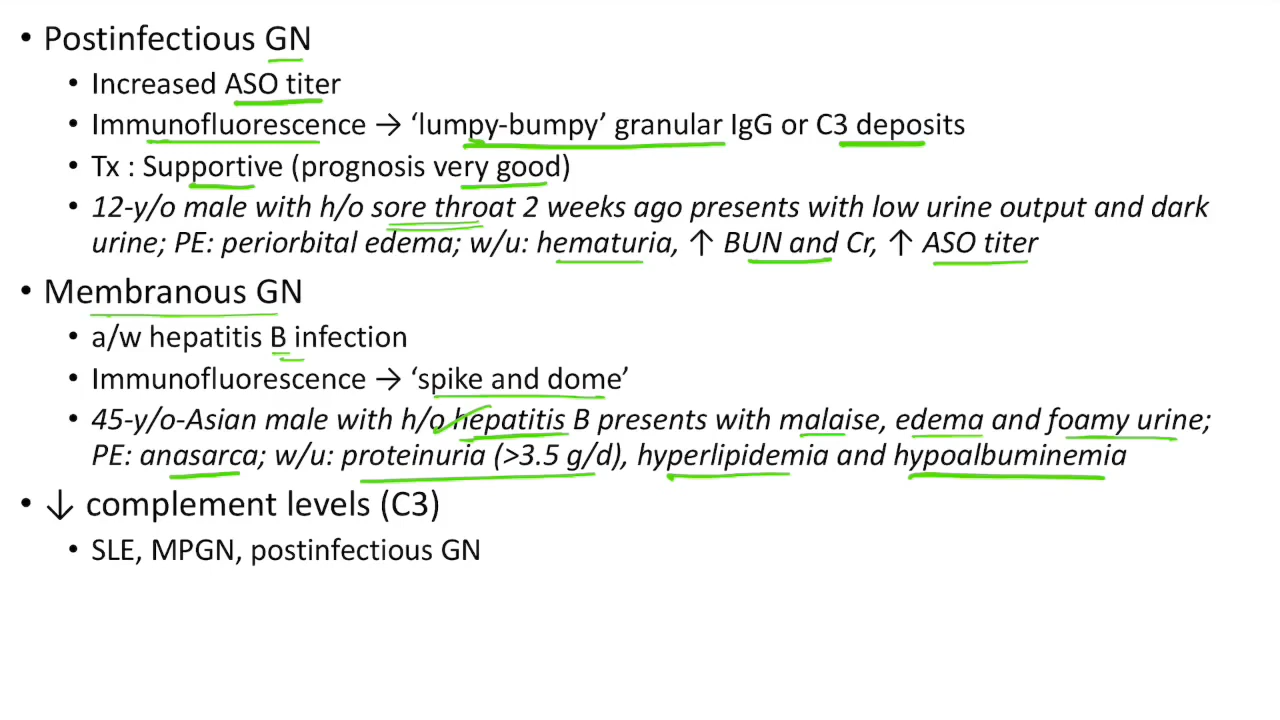 • Postinfectious GN
• Increased ASO titer
• Immunofluorescence → ‘lumpy-bumpy’ granular IgG or C3 deposits
• Tx : Supportive (prognosis very good)
• 12-y/o male with h/o sore throat 2 weeks ago presents with low urine output and dark
urine; PE: periorbital edema; w/u: hematuria, ↑ BUN and Cr, ↑ ASO titer
• Membranous GN
• a/w hepatitis B infection
• Immunofluorescence → ‘spike and dome’
• 45-y/o-Asian male with h/o hepatitis B presents with malaise, edema and foamy urine;
PE: anasarca; w/u: proteinuria (>3.5 g/d), hyperlipidemia and hypoalbuminemia
• ↓ complement levels (C3)
• SLE, MPGN, postinfectious GN